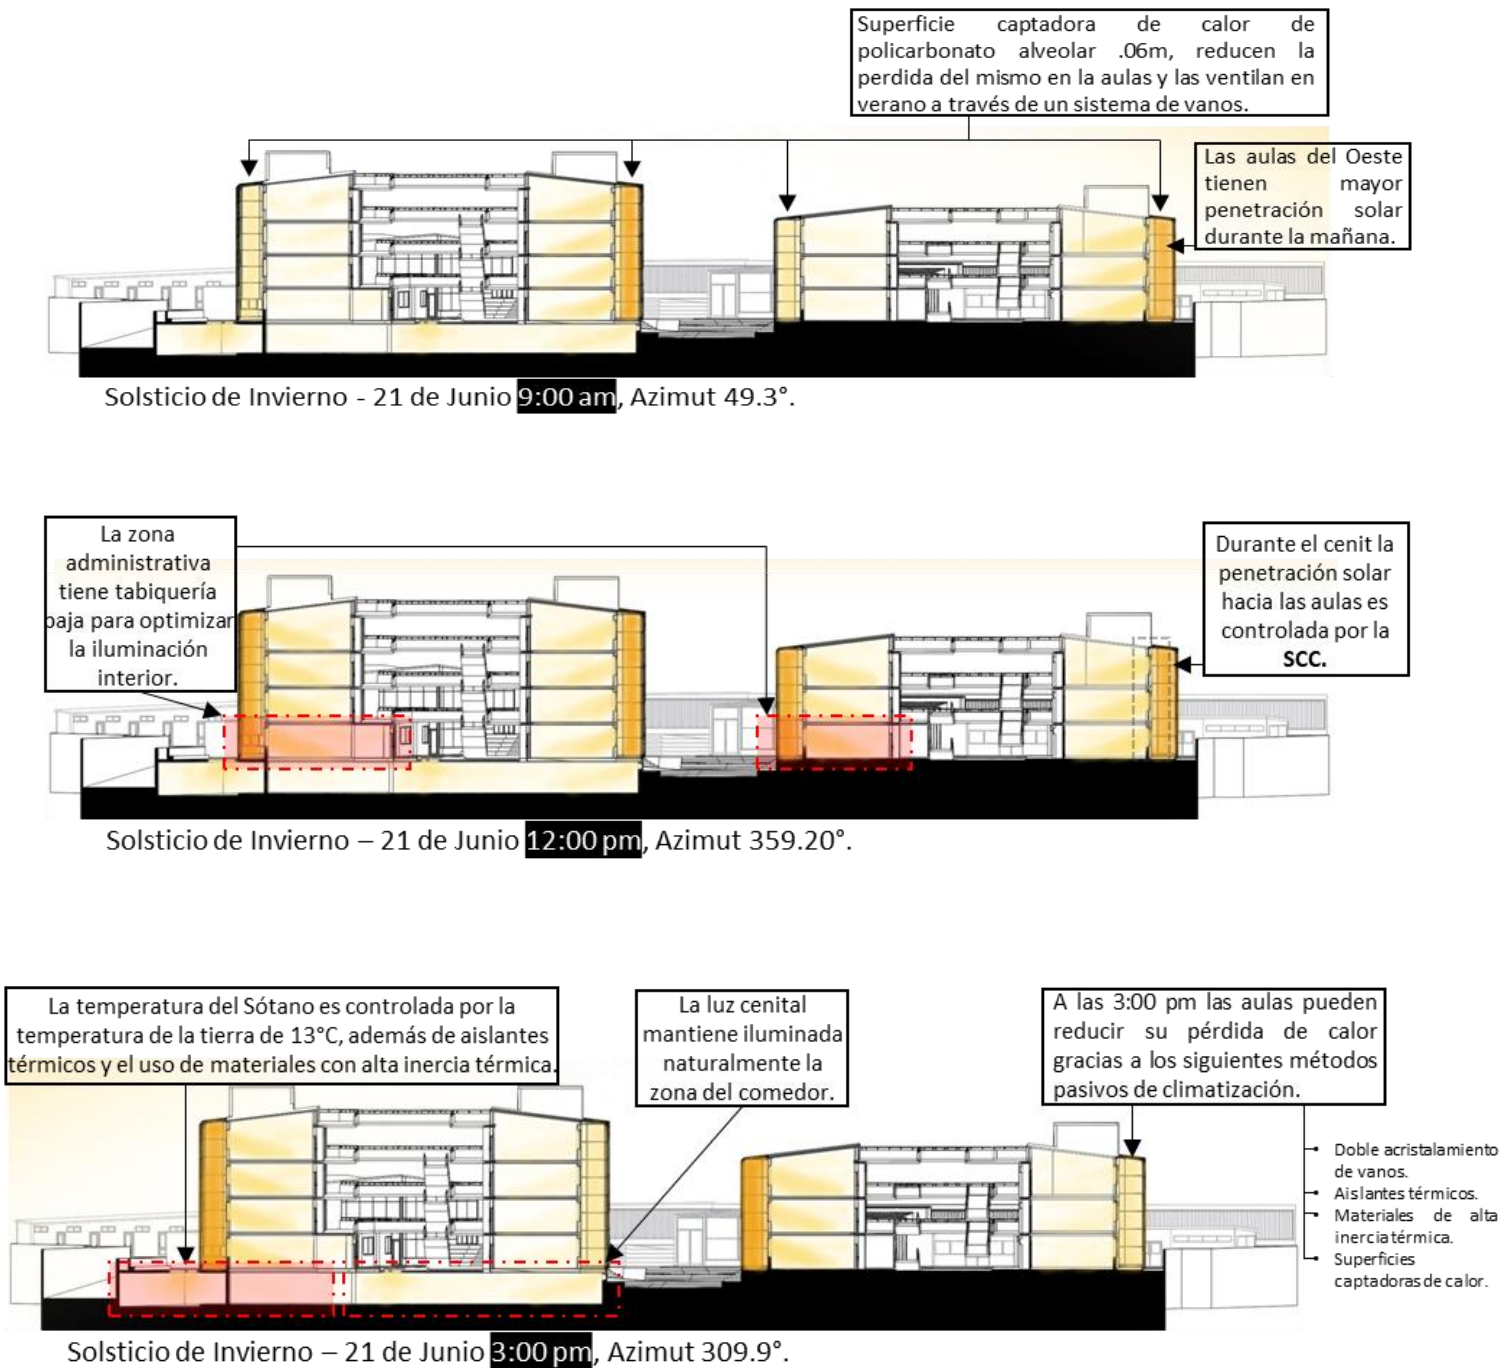 Superficie captadora de calor de
policarbonato alveolar .06m, reducen la
perdida del mismo en la aulas y las ventilan en
verano a través de un sistema de vanos.
Las aulas del Oeste
tienen mayor
penetración solar
durante la mañana.
Solsticio de Invierno - 21 de Junio 9:00 am, Azimut 49.3°.
La zona
administrativa
tiene tabiquería
baja para optimizar
la iluminación
interior.
Durante el cenit la
penetración solar
hacia las aulas es
controlada por la
SCC.
Solsticio de Invierno – 21 de Junio 12:00 pm, Azimut 359.20°.
La temperatura del Sótano es controlada por la
temperatura de la tierra de 13°C, además de aislantes
térmicos y el uso de materiales con alta inercia térmica.
La luz cenital
mantiene iluminada
naturalmente la
zona del comedor.
A las 3:00 pm las aulas pueden
reducir su pérdida de calor
gracias a los siguientes métodos
pasivos de climatización.
• Doble acristalamiento
de vanos.
• Aislantes térmicos.
• Materiales de alta
inercia térmica.
• Superficies
captadoras de calor.
Solsticio de Invierno – 21 de Junio 3:00 pm, Azimut 309.9°.